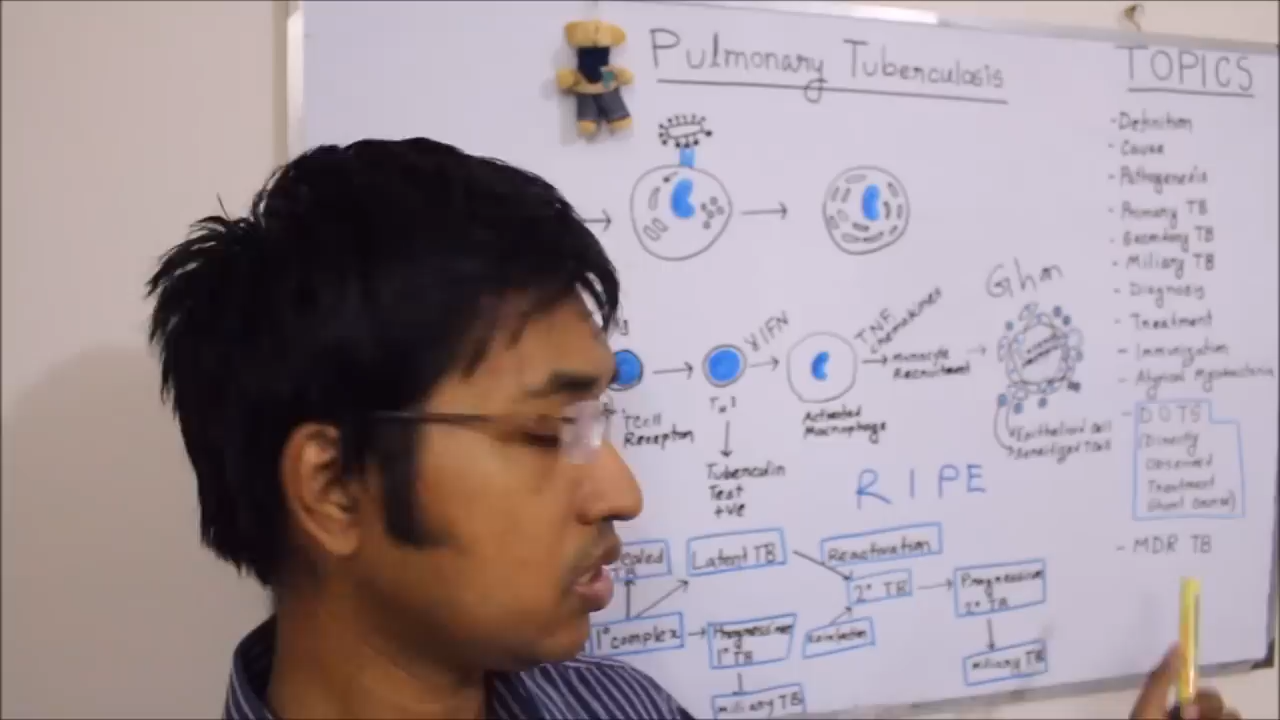 Pulmonary Tuberculosis
TOPICS
- Definition
- Cause
- Pathogenesis
- Primary TB
- Secondary TB
- Miliary TB
- Diagnosis
- Treatment
- Immunization
- Atypical Mycobacteria
- DOTS
Directly
Observed
Treatment
Short Course)
- MDR TB
Ghon
γIFN
TNF
Chemokines
Monocyte
Recruitment
T Cell
Receptor
TH1
Activated
Macrophage
Epithelioid cell
Sensitized T Cell
Tuberculin
Test
+ve
RIPE
Latent TB
Reactivation
2° TB
Progressive
2° TB
1° complex
Progressive
1° TB
Reinfection
miliary TB
miliary TB